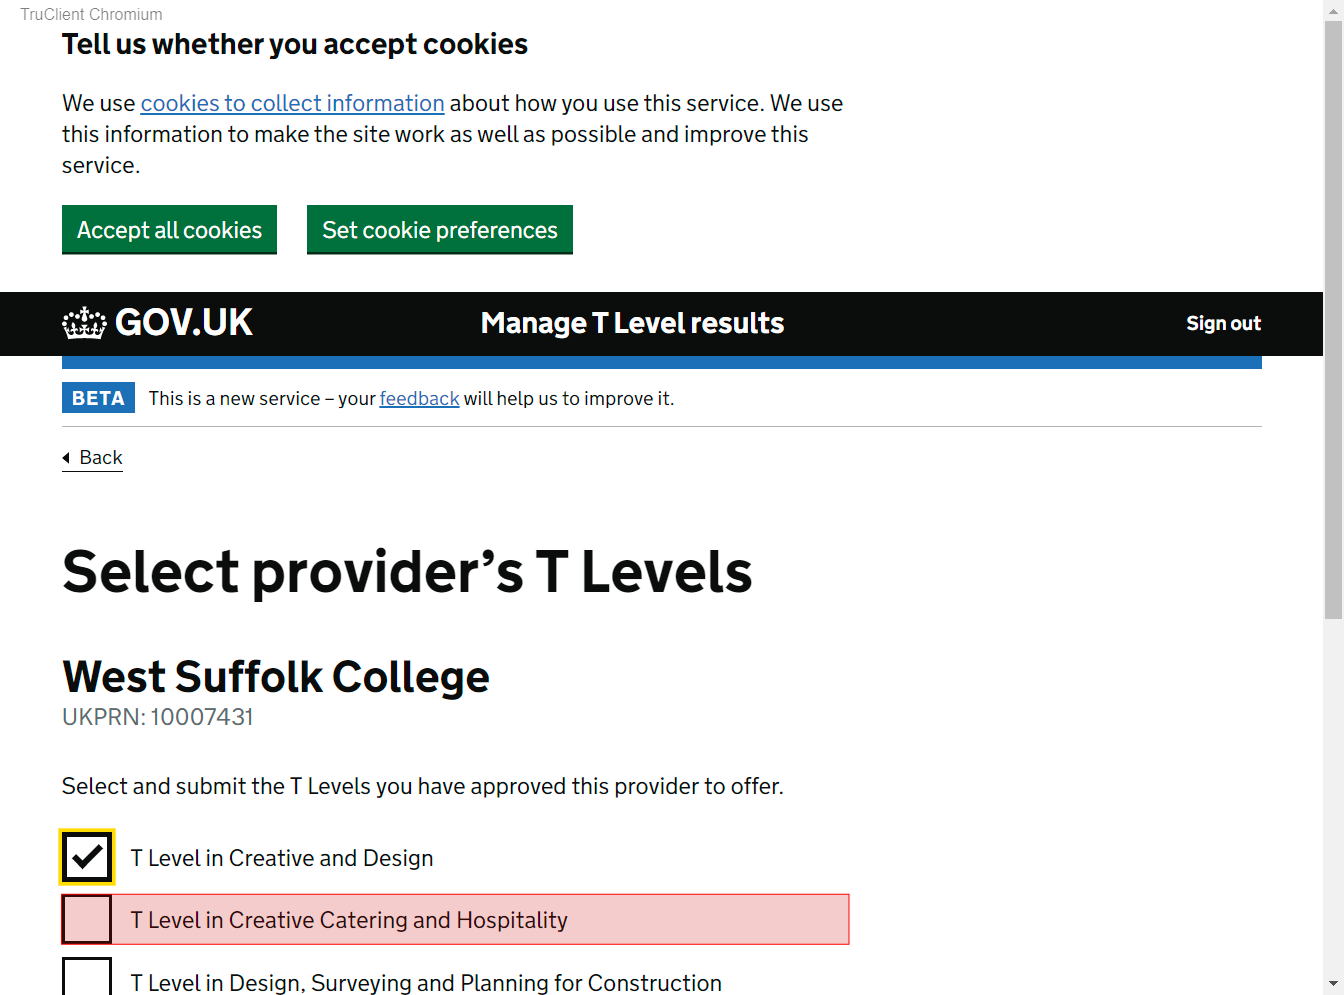 TruClient Chromium
Tell us whether you accept cookies
We use cookies to collect information about how you use this service. We use
this information to make the site work as well as possible and improve this
service.
Accept all cookies
Set cookie preferences
GOV.UK
Manage T Level results
Sign out
BETA This is a new service – your feedback will help us to improve it.
Back
Select provider’s T Levels
West Suffolk College
UKPRN: 10007431
Select and submit the T Levels you have approved this provider to offer.
T Level in Creative and Design
T Level in Creative Catering and Hospitality
T Level in Design, Surveying and Planning for Construction